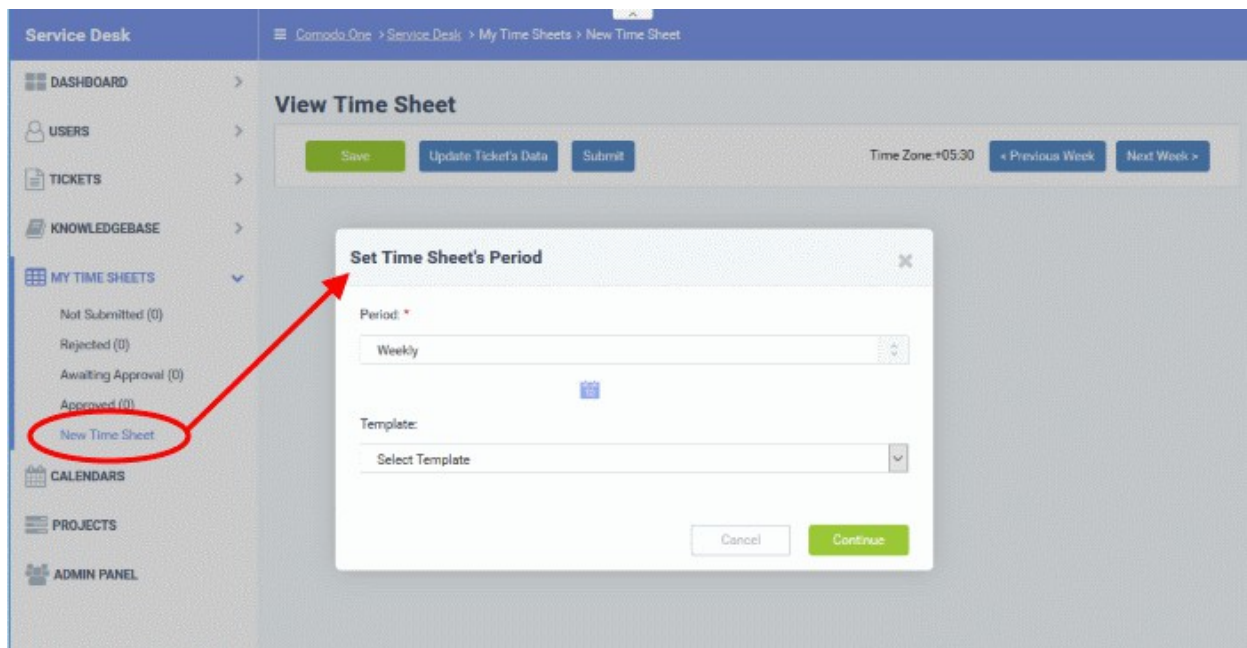 Service Desk
Comodo One > Service Desk > My Time Sheets > New Time Sheet
DASHBOARD
USERS
TICKETS
KNOWLEDGEBASE
MY TIME SHEETS
Not Submitted (0)
Rejected (0)
Awaiting Approval (0)
Approved (0)
New Time Sheet
CALENDARS
PROJECTS
ADMIN PANEL
View Time Sheet
Save Update Ticket's Data Submit Time Zone:+05:30 < Previous Week Next Week >
Set Time Sheet's Period
Period: *
Weekly
Template:
Select Template
Cancel Continue